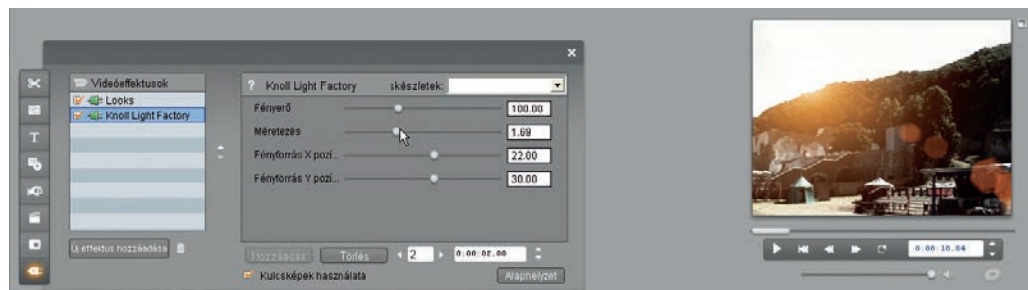 Videóeffektusok
Looks
Knoll Light Factory
Új effektus hozzáadása
? Knoll Light Factory
skészletek:
Fényerő 100.00
Méretezés 1.69
Fényforrás X pozí... 22.00
Fényforrás Y pozí... 30.00
Hozzáadás Törlés 2 0:00:02.00
Kulcsképek használata Alaphelyzet
T
0:00:10.04